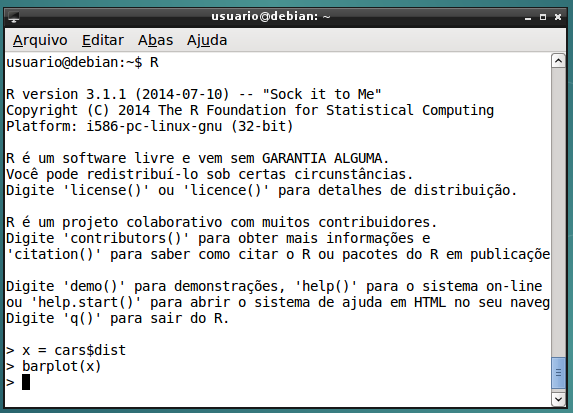 usuario@debian: ~
Arquivo Editar Abas Ajuda
usuario@debian:~$ R
R version 3.1.1 (2014-07-10) -- "Sock it to Me"
Copyright (C) 2014 The R Foundation for Statistical Computing
Platform: i586-pc-linux-gnu (32-bit)
R é um software livre e vem sem GARANTIA ALGUMA.
Você pode redistribuí-lo sob certas circunstâncias.
Digite 'license()' ou 'licence()' para detalhes de distribuição.
R é um projeto colaborativo com muitos contribuidores.
Digite 'contributors()' para obter mais informações e
'citation()' para saber como citar o R ou pacotes do R em publicaçõe
Digite 'demo()' para demonstrações, 'help()' para o sistema on-line
ou 'help.start()' para abrir o sistema de ajuda em HTML no seu naveg
Digite 'q()' para sair do R.
> x = cars$dist
> barplot(x)
>